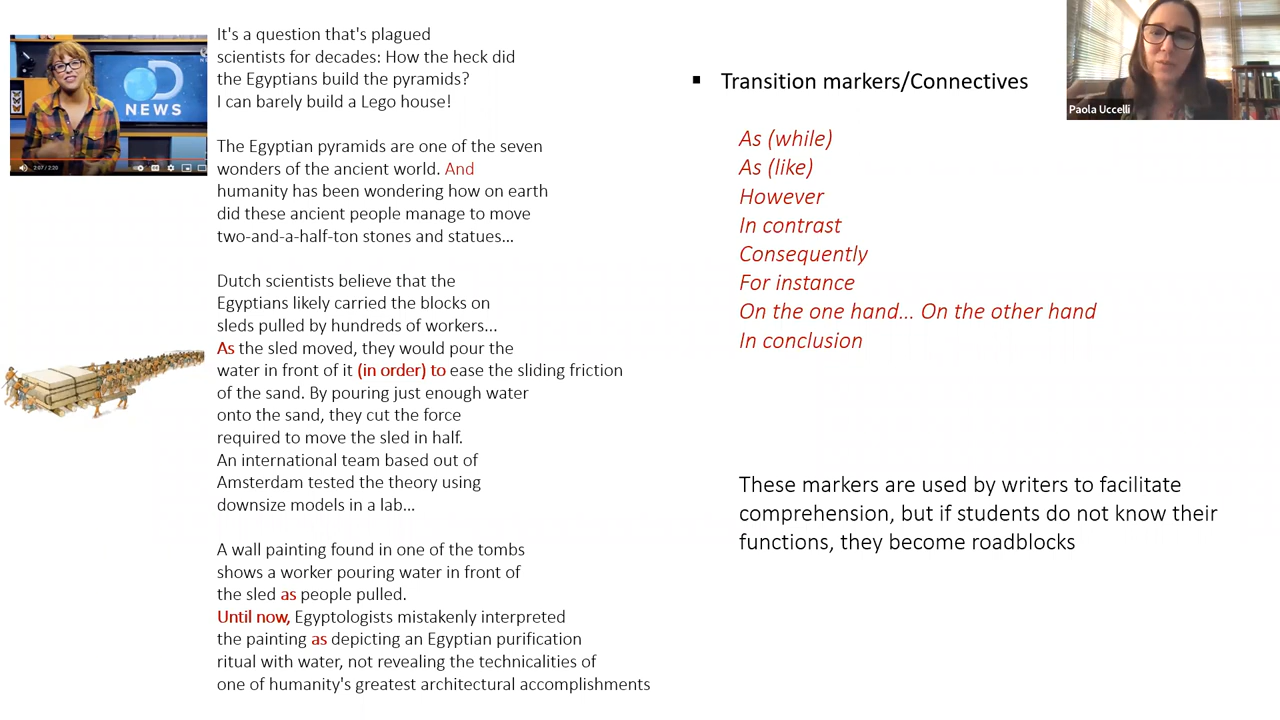 It's a question that's plagued
scientists for decades: How the heck did
the Egyptians build the pyramids?
I can barely build a Lego house!
The Egyptian pyramids are one of the seven
wonders of the ancient world. And
humanity has been wondering how on earth
did these ancient people manage to move
two-and-a-half-ton stones and statues...
Dutch scientists believe that the
Egyptians likely carried the blocks on
sleds pulled by hundreds of workers...
As the sled moved, they would pour the
water in front of it (in order) to ease the sliding friction
of the sand. By pouring just enough water
onto the sand, they cut the force
required to move the sled in half.
An international team based out of
Amsterdam tested the theory using
downsize models in a lab...
A wall painting found in one of the tombs
shows a worker pouring water in front of
the sled as people pulled.
Until now, Egyptologists mistakenly interpreted
the painting as depicting an Egyptian purification
ritual with water, not revealing the technicalities of
one of humanity's greatest architectural accomplishments
D
NEWS
2:07 / 2:20
▪ Transition markers/Connectives
As (while)
As (like)
However
In contrast
Consequently
For instance
On the one hand... On the other hand
In conclusion
These markers are used by writers to facilitate
comprehension, but if students do not know their
functions, they become roadblocks
Paola Uccelli